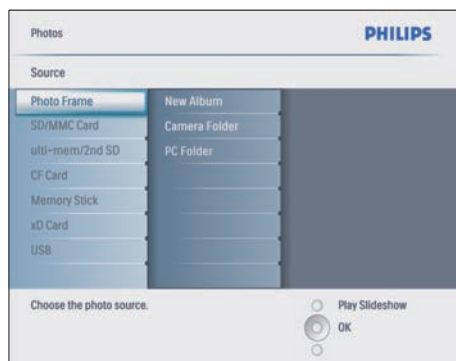 Photos
PHILIPS
Source
Photo Frame
New Album
SD/MMC Card
Camera Folder
ulti-mem/2nd SD
PC Folder
CF Card
Memory Stick
xD Card
USB
Choose the photo source.
Play Slideshow
OK